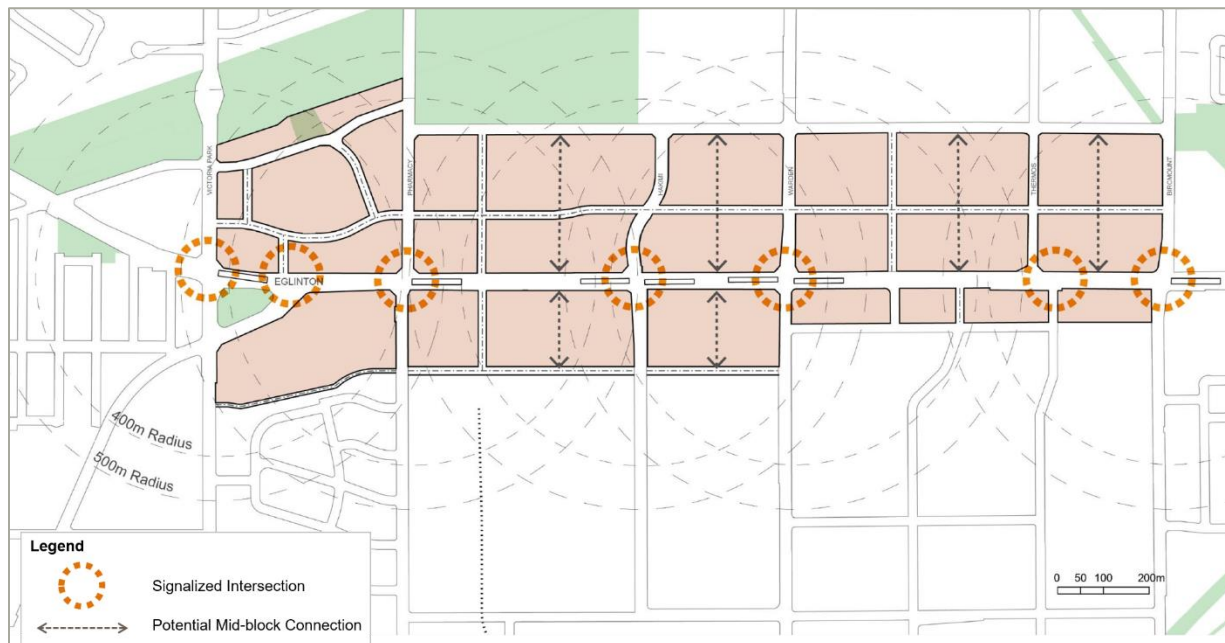 VICTORIA PARK
PHARMACY
HAKIMI
WARDEN
THERMOS
BIRCHMOUNT
EGLINTON
400m Radius
500m Radius
Legend
Signalized Intersection
Potential Mid-block Connection
0 50 100 200m